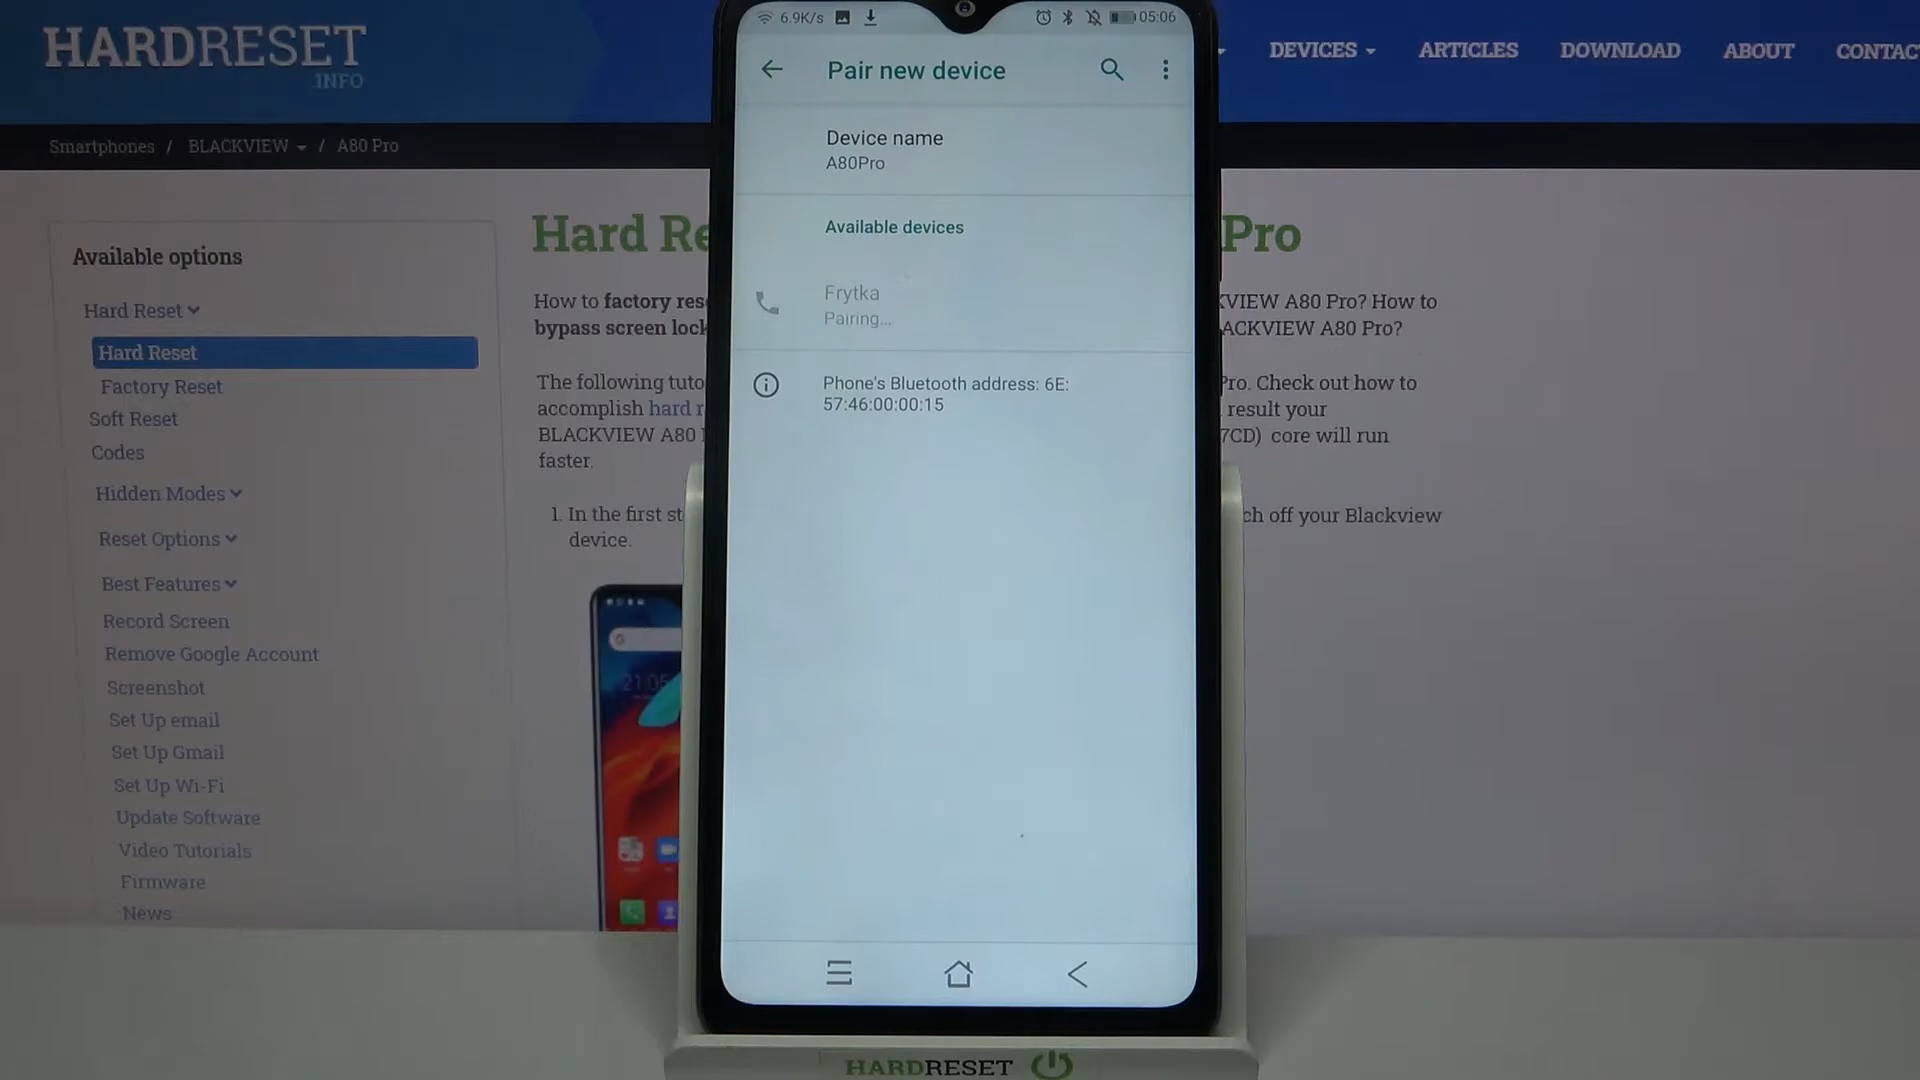 HARDRESET
.INFO
DEVICES
ARTICLES
DOWNLOAD
ABOUT
CONTAC
Smartphones / BLACKVIEW / A80 Pro
Available options
Hard Reset
Hard Reset
Factory Reset
Soft Reset
Codes
Hidden Modes
Reset Options
Best Features
Record Screen
Remove Google Account
Screenshot
Set Up email
Set Up Gmail
Set Up Wi-Fi
Update Software
Video Tutorials
Firmware
News
Hard Re
Pro
How to factory res
KVIEW A80 Pro? How to
bypass screen lock
ACKVIEW A80 Pro?
The following tuto
Pro. Check out how to
accomplish hard r
result your
BLACKVIEW A80
7CD) core will run
faster.
1. In the first st
ch off your Blackview
device.
21:05
6.9K/s
05:06
Pair new device
Device name
A80Pro
Available devices
Frytka
Pairing...
Phone's Bluetooth address: 6E:
57:46:00:00:15
HARDRESET